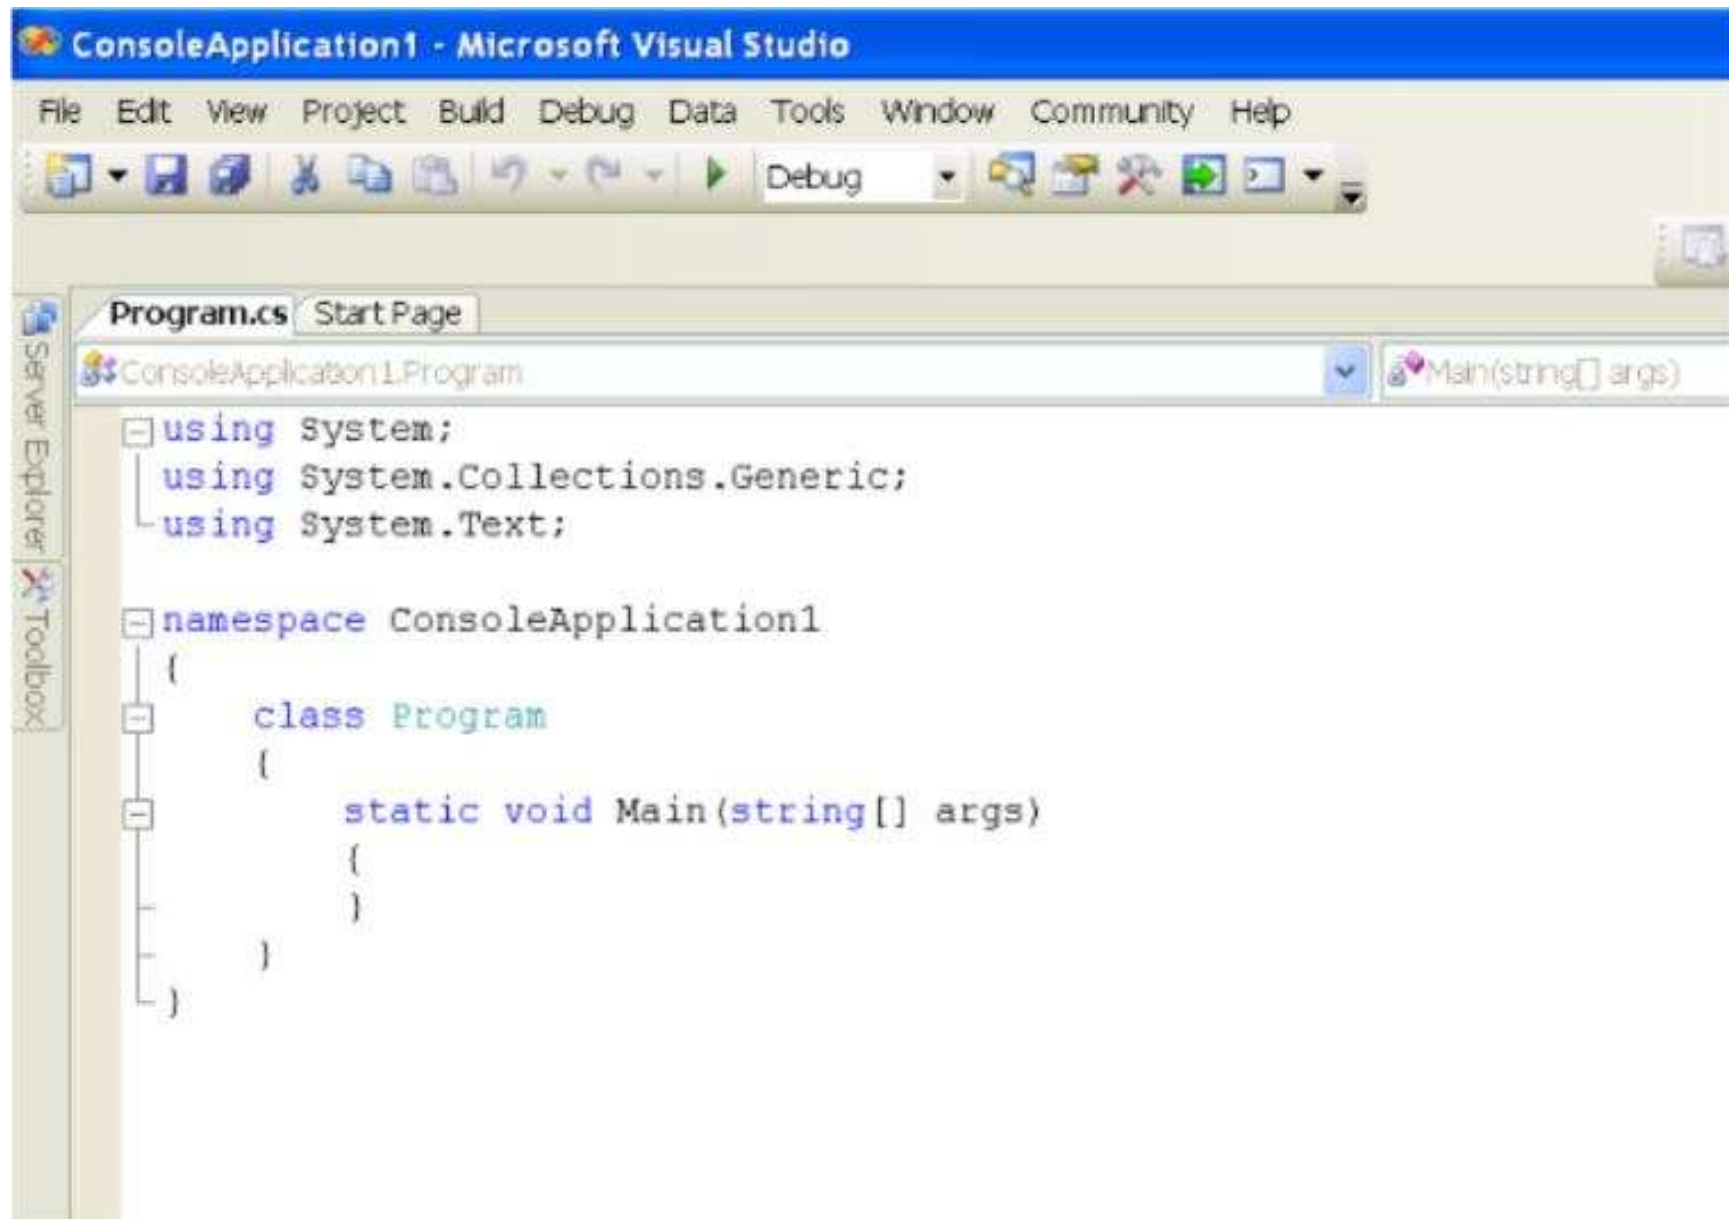 ConsoleApplication1 - Microsoft Visual Studio
File Edit View Project Build Debug Data Tools Window Community Help
Debug
Program.cs Start Page
ConsoleApplication1.Program Main(string[] args)
Server Explorer
Toolbox
using System;
using System.Collections.Generic;
using System.Text;
namespace ConsoleApplication1
{
class Program
{
static void Main(string[] args)
{
}
}
}